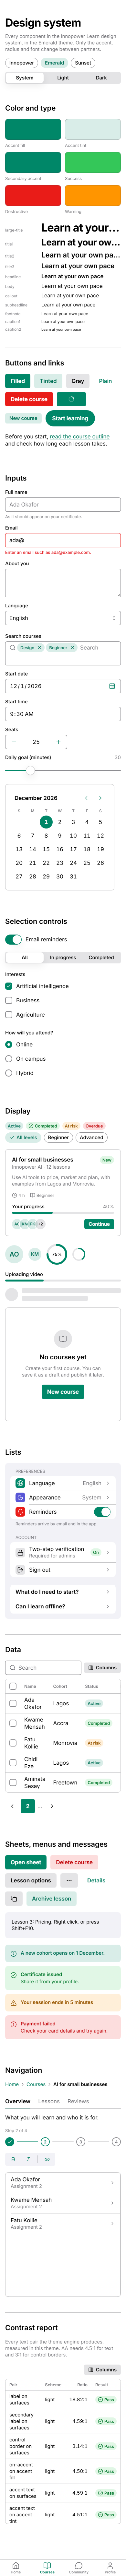 Design system
Every component in the Innopower Learn design
system, in the Emerald theme. Only the accent,
radius and font change between partners.
Innopower Emerald Sunset
System Light Dark
Color and type
Accent fill Accent tint
Secondary accent Success
Destructive Warning
large-title Learn at your…
title1 Learn at your ow…
title2 Learn at your own pa…
title3 Learn at your own pace
headline Learn at your own pace
body Learn at your own pace
callout Learn at your own pace
subheadline Learn at your own pace
footnote Learn at your own pace
caption1 Learn at your own pace
caption2 Learn at your own pace
Buttons and links
Filled Tinted Gray Plain
Delete course
New course Start learning
Before you start, read the course outline
and check how long each lesson takes.
Inputs
Full name
Ada Okafor
As it should appear on your certificate.
Email
ada@
Enter an email such as ada@example.com.
About you
Language
English
Search courses
Design × Beginner × Search
Start date
12/1/2026
Start time
9:30 AM
Seats
− 25 +
Daily goal (minutes) 30
December 2026
S M T W T F S
1 2 3 4 5
6 7 8 9 10 11 12
13 14 15 16 17 18 19
20 21 22 23 24 25 26
27 28 29 30 31
Selection controls
Email reminders
All In progress Completed
Interests
Artificial intelligence
Business
Agriculture
How will you attend?
Online
On campus
Hybrid
Display
Active Completed At risk Overdue
All levels Beginner Advanced
AI for small businesses New
Innopower AI · 12 lessons
Use AI tools to price, market and plan, with
examples from Lagos and Monrovia.
4 h Beginner
Your progress 40%
+2 Continue
AO KM 75%
Uploading video
No courses yet
Create your first course. You can
save it as a draft and publish it later.
New course
Lists
PREFERENCES
Language English
Appearance System
Reminders
Reminders arrive by email and in the app.
ACCOUNT
Two-step verification
Required for admins On
Sign out
What do I need to start?
Can I learn offline?
Data
Search Columns
Name Cohort Status
Ada
Okafor Lagos Active
Kwame
Mensah Accra Completed
Fatu
Kollie Monrovia At risk
Chidi
Eze Lagos Active
Aminata
Sesay Freetown Completed
2 …
Sheets, menus and messages
Open sheet Delete course
Lesson options ⋯ Details
Archive lesson
Lesson 3: Pricing. Right click, or press
Shift+F10.
A new cohort opens on 1 December.
Certificate issued
Share it from your profile.
Your session ends in 5 minutes
Payment failed
Check your card details and try again.
Navigation
Home Courses AI for small businesses
Overview Lessons Reviews
What you will learn and who it is for.
Step 2 of 4
2 3 4
B I
Ada Okafor
Assignment 2
Kwame Mensah
Assignment 2
Fatu Kollie
Assignment 2
Contrast report
Every text pair the theme engine produces,
measured in this theme. AA needs 4.5:1 for text
and 3:1 for control borders.
Columns
Pair Scheme Ratio Result
label on
surfaces light 18.82:1 Pass
secondary
label on
surfaces light 4.59:1 Pass
control
border on
surfaces light 3.14:1 Pass
on-accent
on accent
fill light 4.50:1 Pass
accent text
on surfaces light 4.59:1 Pass
accent text
on accent
tint light 4.51:1 Pass
Home Courses Community Profile